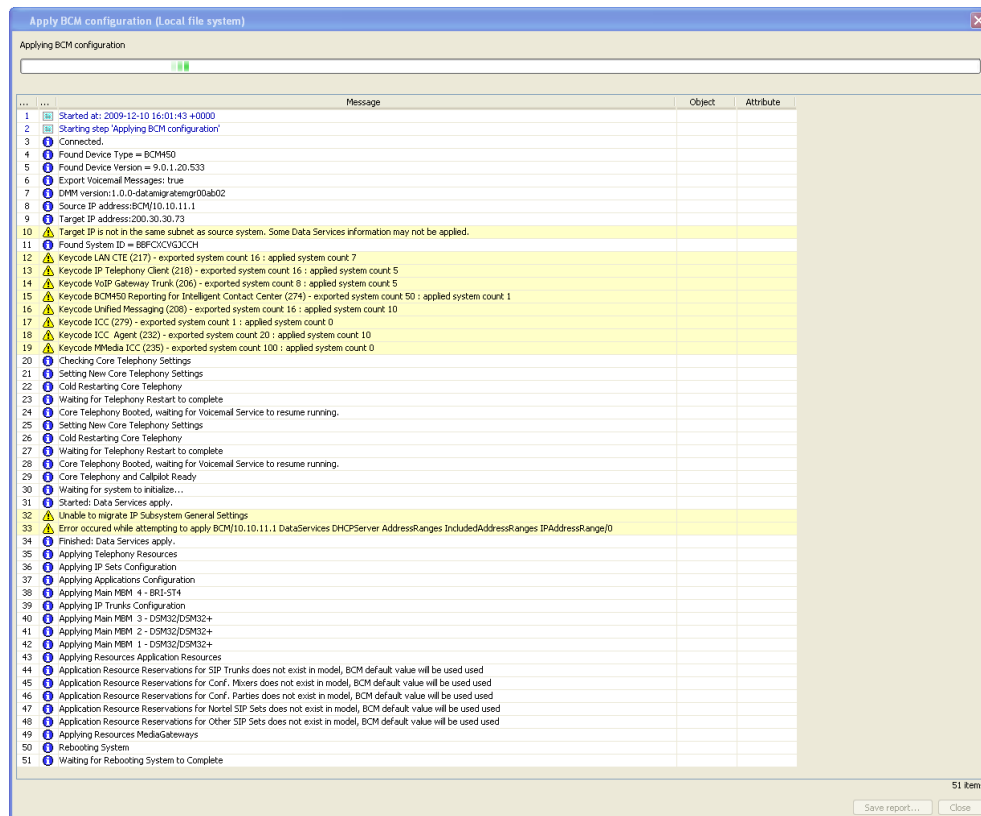 Apply BCM configuration (Local file system)
Applying BCM configuration
... ... Message Object Attribute
1 Started at: 2009-12-10 16:01:43 +0000
2 Starting step 'Applying BCM configuration'
3 Connected.
4 Found Device Type = BCM450
5 Found Device Version = 9.0.1.20.533
6 Export Voicemail Messages: true
7 DMM version:1.0.0-datamigratemgr00ab02
8 Source IP address:BCM/10.10.11.1
9 Target IP address:200.30.30.73
10 Target IP is not in the same subnet as source system. Some Data Services information may not be applied.
11 Found System ID = BBFCXCVGJCCH
12 Keycode LAN CTE (217) - exported system count 16 : applied system count 7
13 Keycode IP Telephony Client (218) - exported system count 16 : applied system count 5
14 Keycode VoIP Gateway Trunk (206) - exported system count 8 : applied system count 5
15 Keycode BCM450 Reporting for Intelligent Contact Center (274) - exported system count 50 : applied system count 1
16 Keycode Unified Messaging (208) - exported system count 16 : applied system count 10
17 Keycode ICC (279) - exported system count 1 : applied system count 0
18 Keycode ICC Agent (232) - exported system count 20 : applied system count 10
19 Keycode MMedia ICC (235) - exported system count 100 : applied system count 0
20 Checking Core Telephony Settings
21 Setting New Core Telephony Settings
22 Cold Restarting Core Telephony
23 Waiting for Telephony Restart to complete
24 Core Telephony Booted, waiting for Voicemail Service to resume running.
25 Setting New Core Telephony Settings
26 Cold Restarting Core Telephony
27 Waiting for Telephony Restart to complete
28 Core Telephony Booted, waiting for Voicemail Service to resume running.
29 Core Telephony and Callpilot Ready
30 Waiting for system to initialize...
31 Started: Data Services apply.
32 Unable to migrate IP Subsystem General Settings
33 Error occured while attempting to apply BCM/10.10.11.1 DataServices DHCPServer AddressRanges IncludedAddressRanges IPAddressRange/0
34 Finished: Data Services apply.
35 Applying Telephony Resources
36 Applying IP Sets Configuration
37 Applying Applications Configuration
38 Applying Main MBM 4 - BRI-ST4
39 Applying IP Trunks Configuration
40 Applying Main MBM 3 - DSM32/DSM32+
41 Applying Main MBM 2 - DSM32/DSM32+
42 Applying Main MBM 1 - DSM32/DSM32+
43 Applying Resources Application Resources
44 Application Resource Reservations for SIP Trunks does not exist in model, BCM default value will be used used
45 Application Resource Reservations for Conf. Mixers does not exist in model, BCM default value will be used used
46 Application Resource Reservations for Conf. Parties does not exist in model, BCM default value will be used used
47 Application Resource Reservations for Nortel SIP Sets does not exist in model, BCM default value will be used used
48 Application Resource Reservations for Other SIP Sets does not exist in model, BCM default value will be used used
49 Applying Resources MediaGateways
50 Rebooting System
51 Waiting for Rebooting System to Complete
51 item
Save report... Close